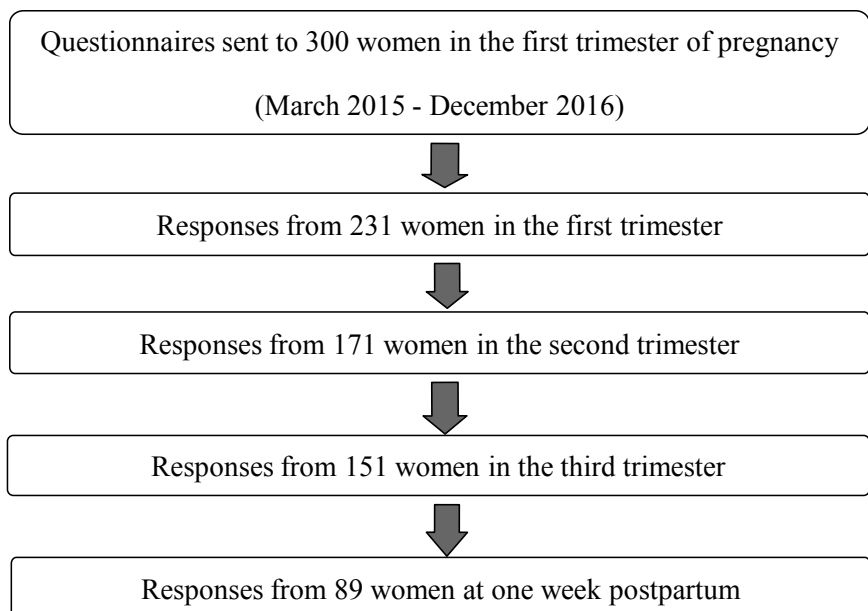 Questionnaires sent to 300 women in the first trimester of pregnancy
(March 2015 - December 2016)
Responses from 231 women in the first trimester
Responses from 171 women in the second trimester
Responses from 151 women in the third trimester
Responses from 89 women at one week postpartum